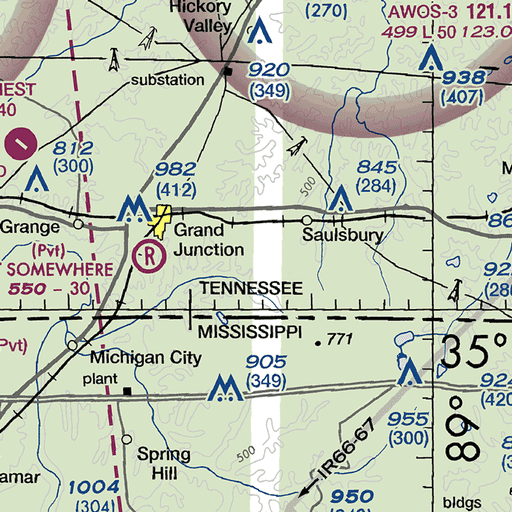 Hickory
Valley
(270)
AWOS-3 121.1
499 L 50 123.0
substation
920
(349)
938
(407)
40
812
(300)
982
(412)
845
(284)
500
Grange
Grand
Junction
Saulsbury
R
(Pvt)
SOMEWHERE
550 - 30
TENNESSEE
MISSISSIPPI
771
35°
Michigan City
plant
905
(349)
955
(300)
89°
Spring
Hill
500
IR66-67
1004
(304)
950
bldgs